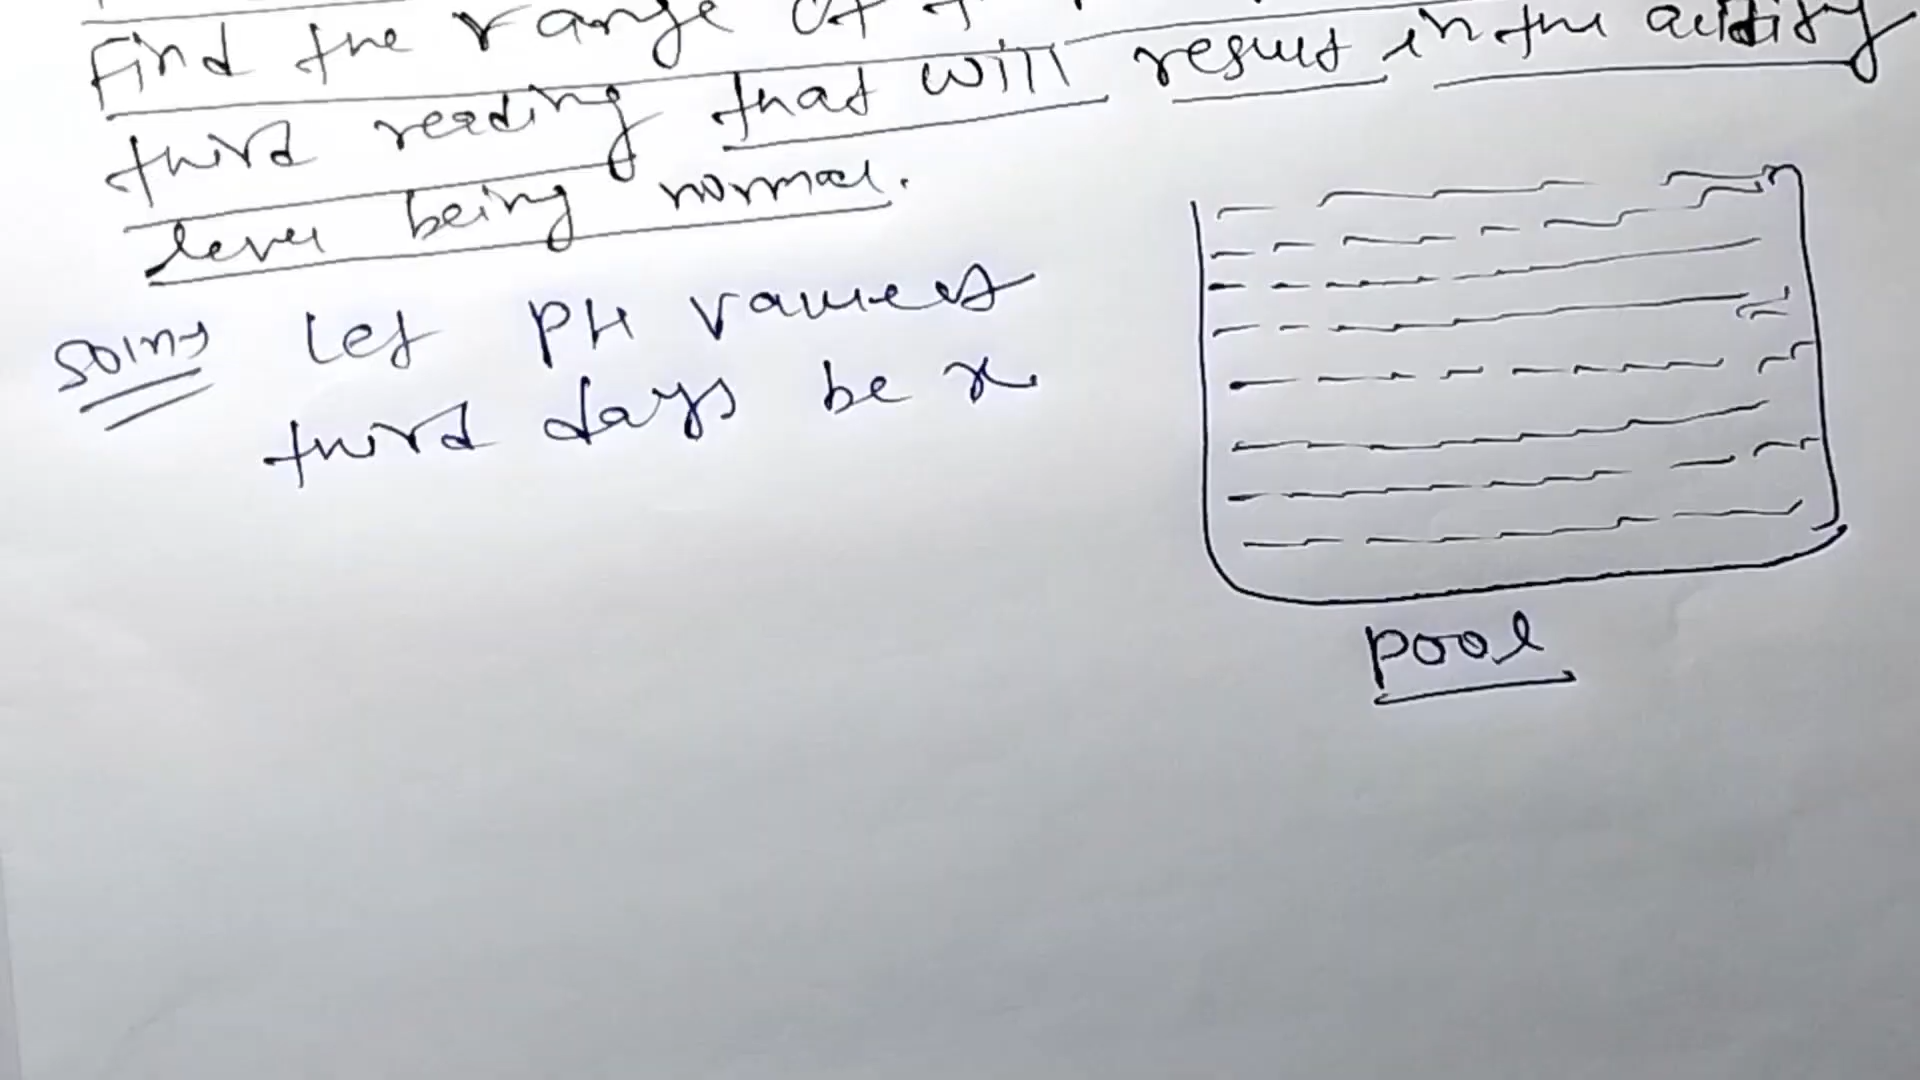 Find the range of
third reading that will result in the acidity
level being normal.
Soln, Let PH values
third days be x
pool